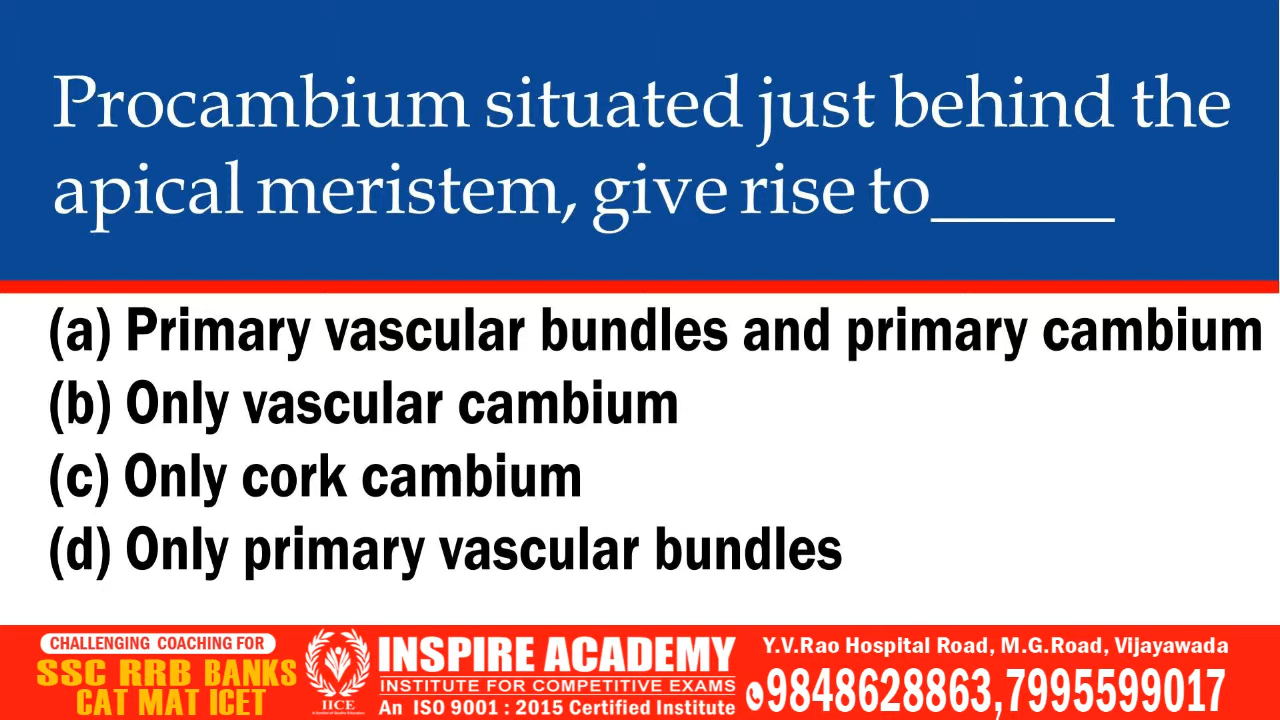 Procambium situated just behind the
apical meristem, give rise to______
(a) Primary vascular bundles and primary cambium
(b) Only vascular cambium
(c) Only cork cambium
(d) Only primary vascular bundles
CHALLENGING COACHING FOR
SSC RRB BANKS
CAT MAT ICET
IICE
INSPIRE ACADEMY
INSTITUTE FOR COMPETITIVE EXAMS
An ISO 9001 : 2015 Certified Institute
Y.V.Rao Hospital Road, M.G.Road, Vijayawada
9848628863,7995599017